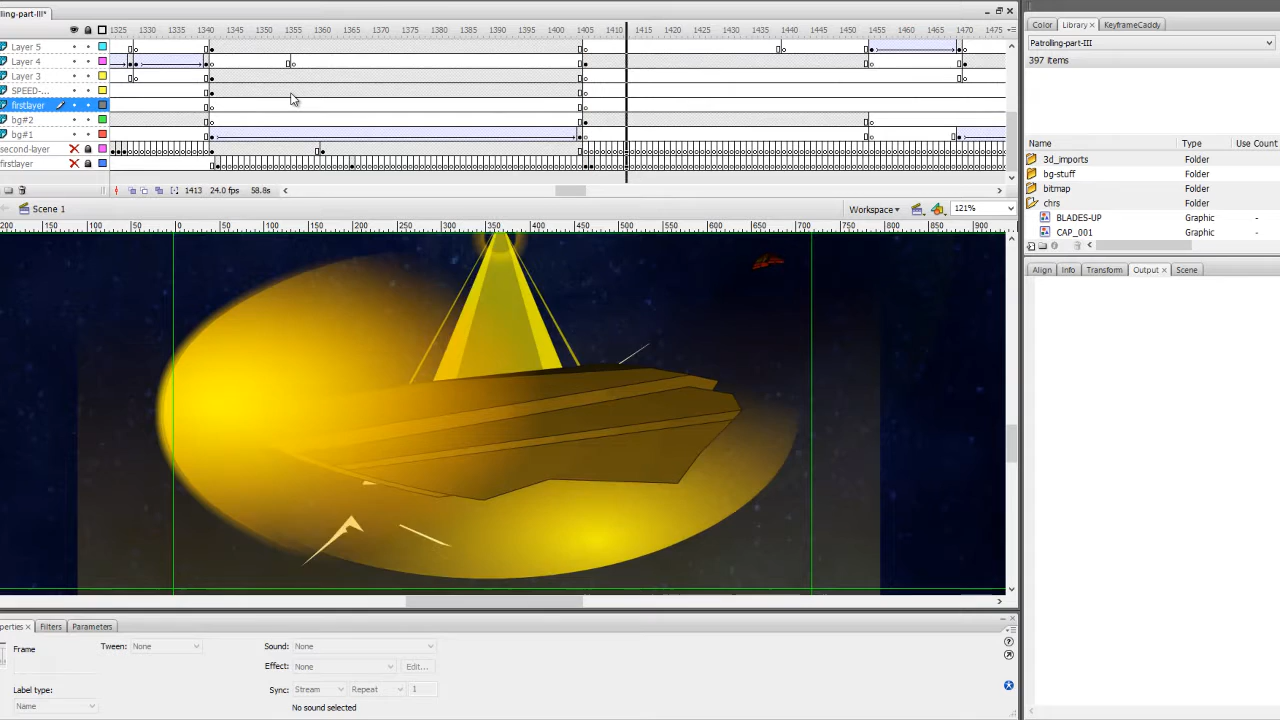 lling-part-III*
1325 1330 1335 1340 1345 1350 1355 1360 1365 1370 1375 1380 1385 1390 1395 1400 1405 1410 1415 1420 1425 1430 1435 1440 1445 1450 1455 1460 1465 1470 1475
Layer 5
Layer 4
Layer 3
SPEED-...
firstlayer
bg#2
bg#1
second-layer
firstlayer
1413 24.0 fps 58.8s
Scene 1
Workspace
121%
200 150 100 50 0 50 100 150 200 250 300 350 400 450 500 550 600 650 700 750 800 850 900
Color Library KeyframeCaddy
Patrolling-part-III
397 items
Name Type Use Count
3d_imports Folder
bg-stuff Folder
bitmap Folder
chrs Folder
BLADES-UP Graphic -
CAP_001 Graphic -
Align Info Transform Output Scene
perties Filters Parameters
Frame
Tween: None
Sound: None
Effect: None Edit...
Label type:
Sync: Stream Repeat 1
Name
No sound selected